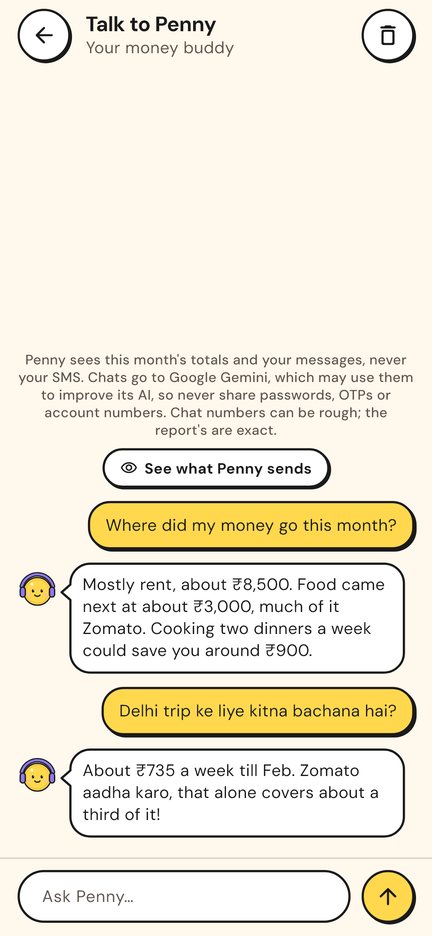 Talk to Penny
Your money buddy
Penny sees this month's totals and your messages, never
your SMS. Chats go to Google Gemini, which may use them
to improve its AI, so never share passwords, OTPs or
account numbers. Chat numbers can be rough; the
report's are exact.
See what Penny sends
Where did my money go this month?
Mostly rent, about ₹8,500. Food came
next at about ₹3,000, much of it
Zomato. Cooking two dinners a week
could save you around ₹900.
Delhi trip ke liye kitna bachana hai?
About ₹735 a week till Feb. Zomato
aadha karo, that alone covers about a
third of it!
Ask Penny…